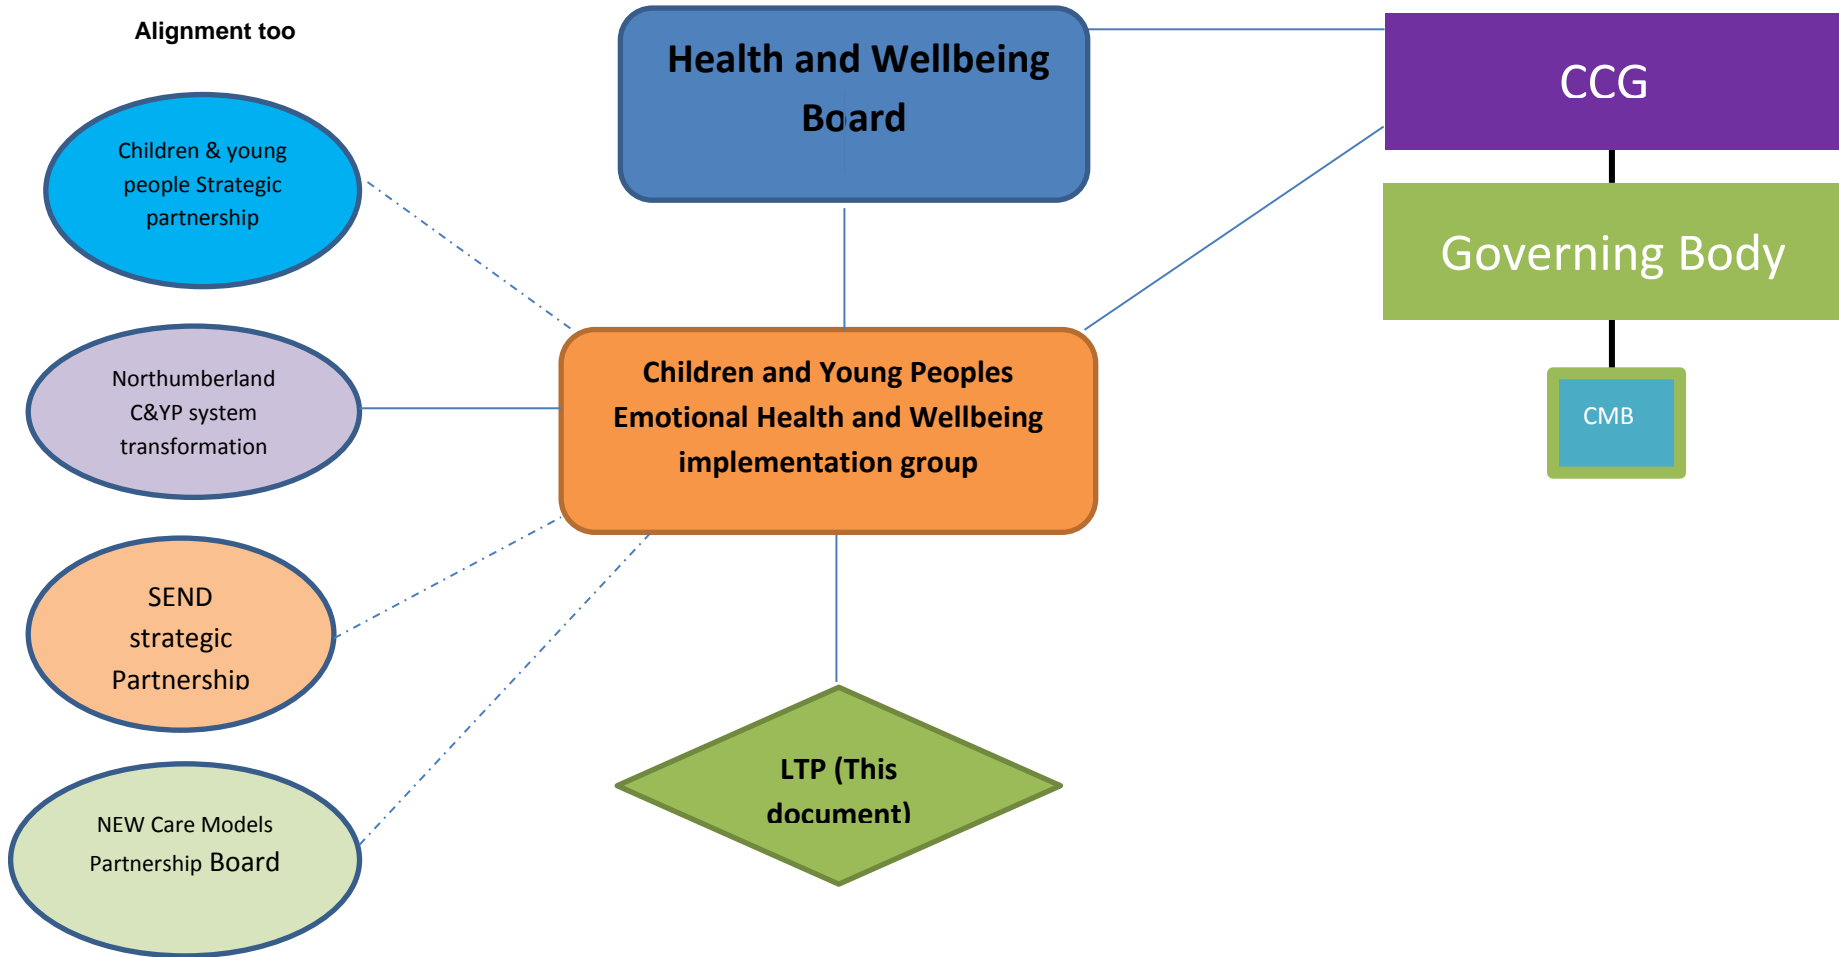 Alignment too
Health and Wellbeing
Board
CCG
Children & young
people Strategic
partnership
Governing Body
Northumberland
C&YP system
transformation
Children and Young Peoples
Emotional Health and Wellbeing
implementation group
CMB
SEND
strategic
Partnership
LTP (This
document)
NEW Care Models
Partnership Board